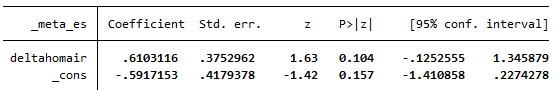 _meta_es Coefficient Std. err. z P>|z| [95% conf. interval]
deltahomair .6103116 .3752962 1.63 0.104 -.1252555 1.345879
_cons -.5917153 .4179378 -1.42 0.157 -1.410858 .2274278